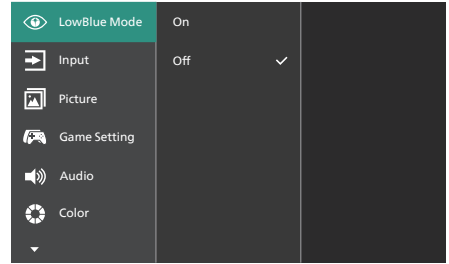 LowBlue Mode
On
Input
Off
Picture
Game Setting
Audio
Color